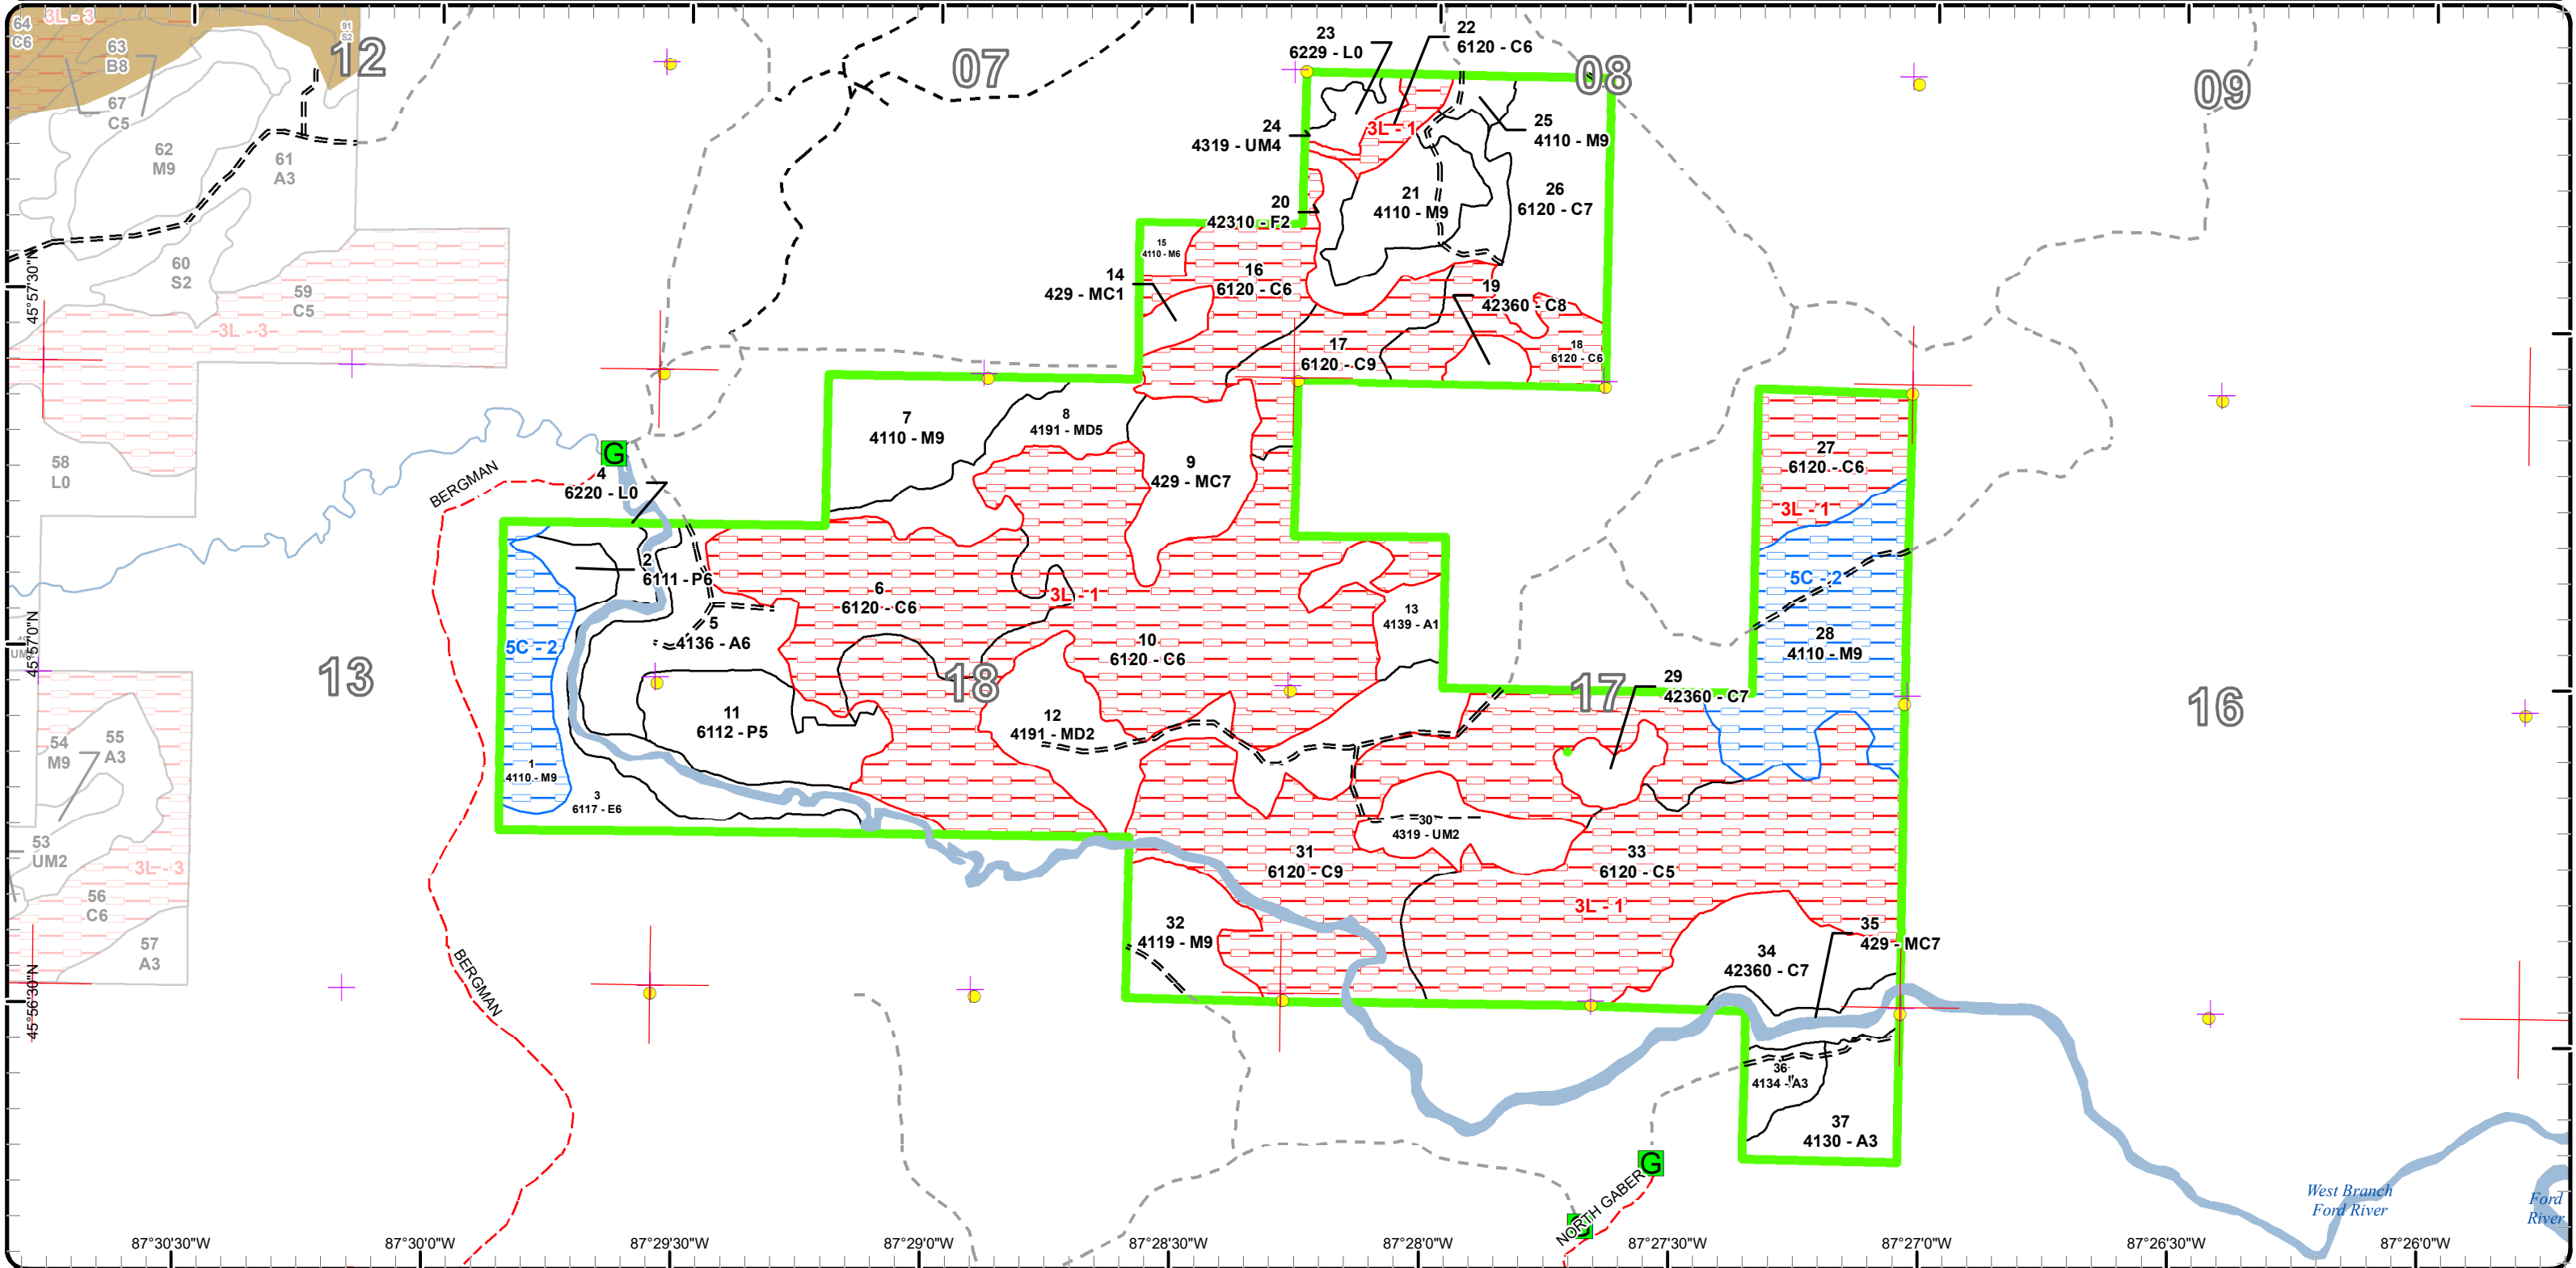 3L - 3
64
C6
63
B8
91
S2
12
67
C5
62
M9
61
A3
60
S2
59
C5
3L - 3
58
L0
07
08
09
23
6229 - L0
22
6120 - C6
24
4319 - UM4
3L - 1
25
4110 - M9
21
4110 - M9
26
6120 - C7
20
42310 - F2
15
4110 - M6
14
429 - MC1
16
6120 - C6
19
42360 - C8
17
6120 - C9
18
6120 - C6
45°57'30"N
7
4110 - M9
8
4191 - MD5
9
429 - MC7
27
6120 - C6
3L - 1
5C - 2
28
4110 - M9
BERGMAN
G
4
6220 - L0
2
6111 - P6
5
4136 - A6
6
6120 - C6
3L - 1
10
6120 - C6
13
4139 - A1
5C - 2
45°57'0"N
UM
13
18
17
16
11
6112 - P5
12
4191 - MD2
29
42360 - C7
1
4110 - M9
3
6117 - E6
54
M9
55
A3
53
UM2
3L - 3
56
C6
57
A3
30
4319 - UM2
31
6120 - C9
33
6120 - C5
3L - 1
32
4119 - M9
34
42360 - C7
35
429 - MC7
BERGMAN
45°56'30"N
36
4134 - A3
37
4130 - A3
G
NORTH GABER
G
West Branch
Ford River
Ford
River
87°30'30"W
87°30'0"W
87°29'30"W
87°29'0"W
87°28'30"W
87°28'0"W
87°27'30"W
87°27'0"W
87°26'30"W
87°26'0"W